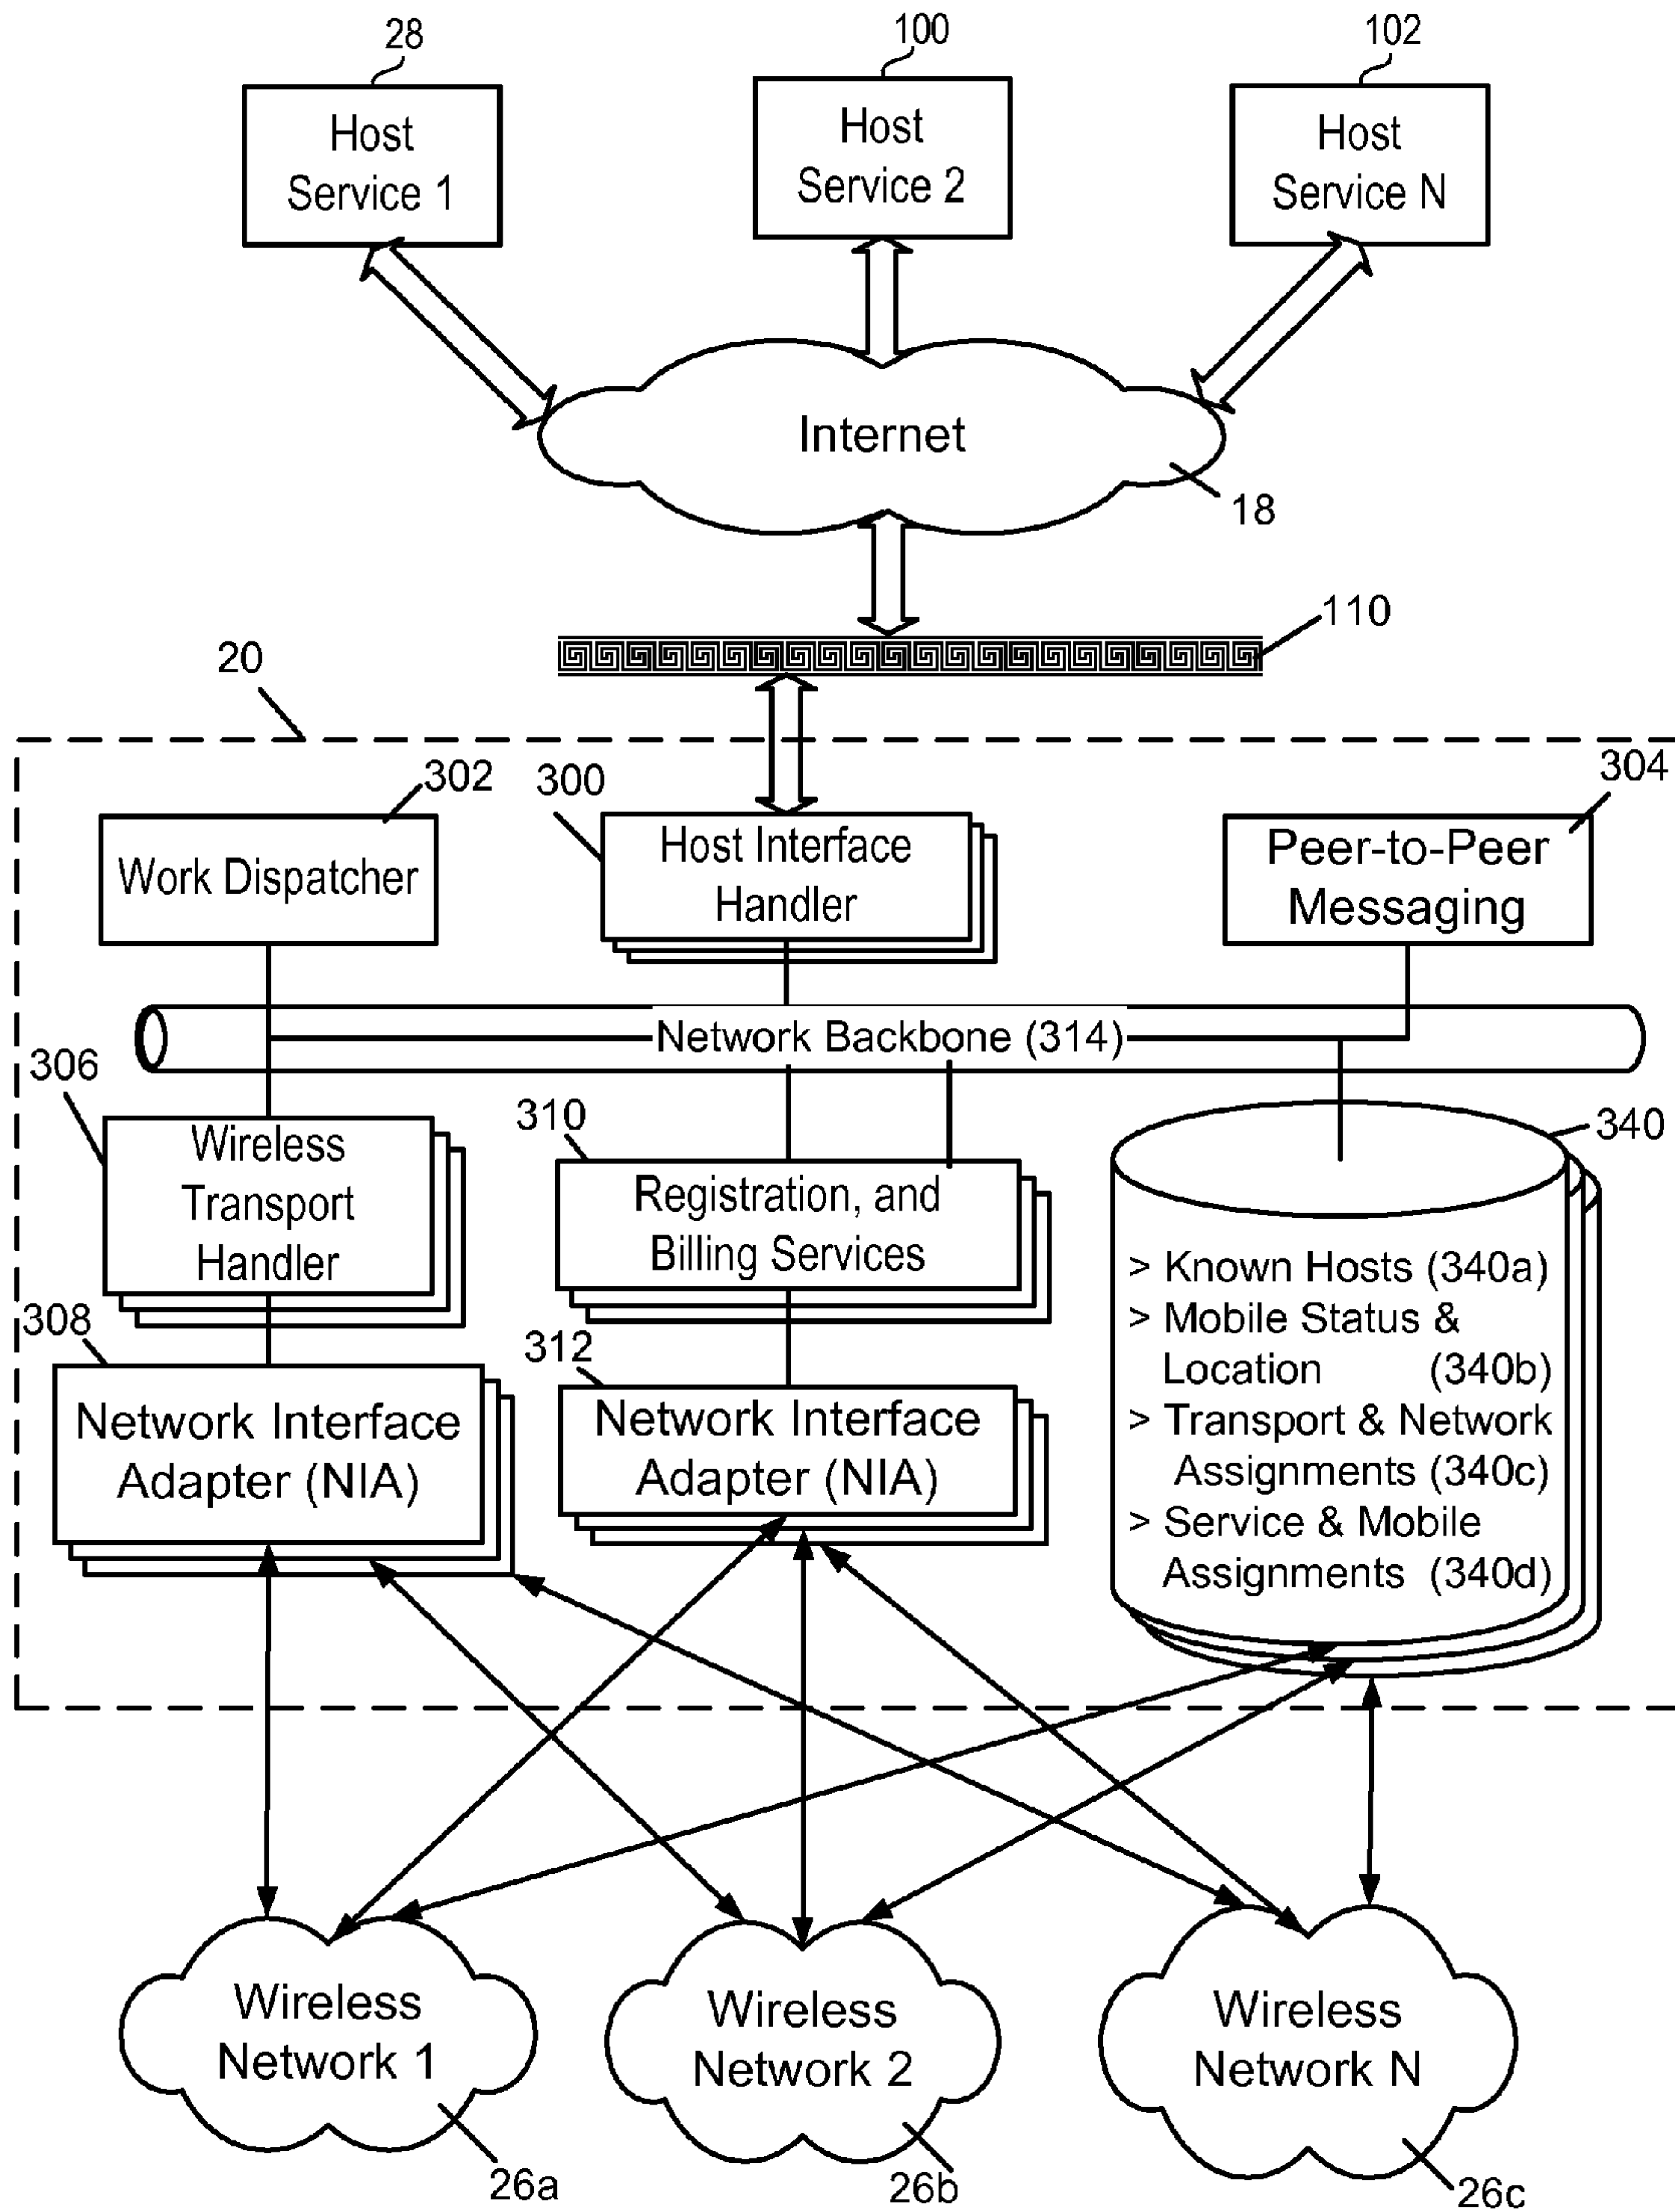 28
100
102
Host
Service 1
Host
Service 2
Host
Service N
Internet
18
110
20
302
300
304
Work Dispatcher
Host Interface
Handler
Peer-to-Peer
Messaging
Network Backbone (314)
306
310
340
Wireless
Transport
Handler
Registration, and
Billing Services
> Known Hosts (340a)
> Mobile Status &
Location (340b)
> Transport & Network
Assignments (340c)
> Service & Mobile
Assignments (340d)
308
312
Network Interface
Adapter (NIA)
Network Interface
Adapter (NIA)
Wireless
Network 1
Wireless
Network 2
Wireless
Network N
26a
26b
26c